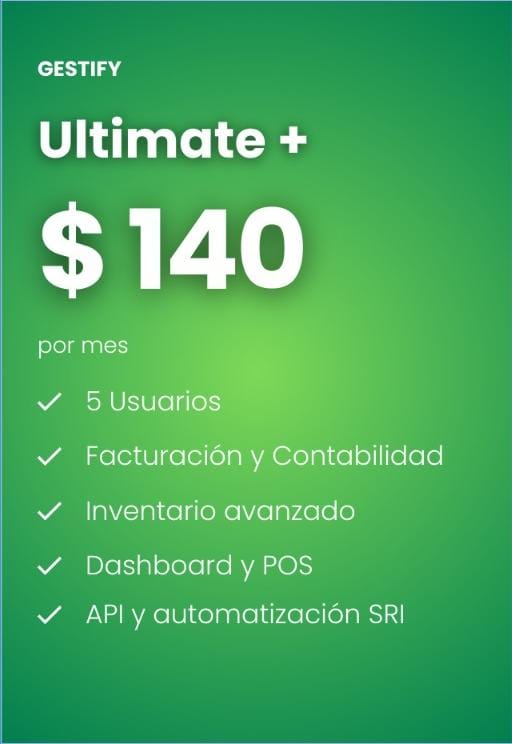 GESTIFY
Ultimate +
$ 140
por mes
5 Usuarios
Facturación y Contabilidad
Inventario avanzado
Dashboard y POS
API y automatización SRI